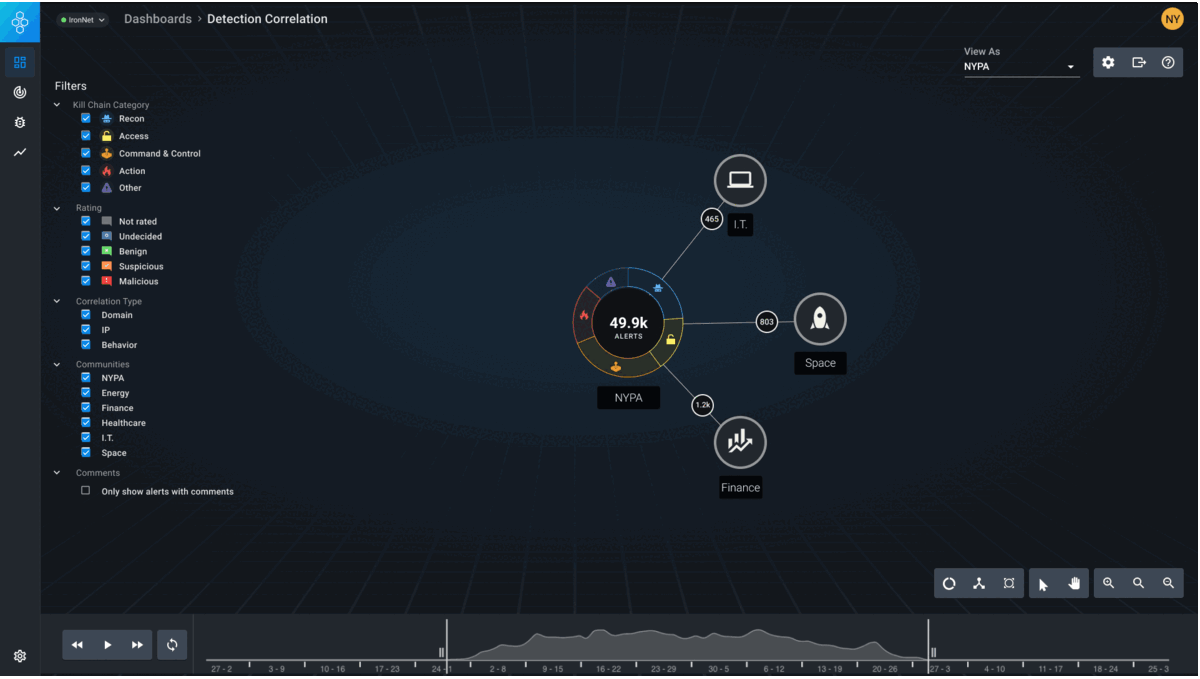 IronNet
Dashboards › Detection Correlation
NY
View As
NYPA
Filters
Kill Chain Category
Recon
Access
Command & Control
Action
Other
Rating
Not rated
Undecided
Benign
Suspicious
Malicious
Correlation Type
Domain
IP
Behavior
Communities
NYPA
Energy
Finance
Healthcare
I.T.
Space
Comments
Only show alerts with comments
465
I.T.
49.9k
ALERTS
803
Space
NYPA
1.2k
Finance
27 - 2 3 - 9 10 - 16 17 - 23 24 - 1 2 - 8 9 - 15 16 - 22 23 - 29 30 - 5 6 - 12 13 - 19 20 - 26 27 - 3 4 - 10 11 - 17 18 - 24 25 - 3